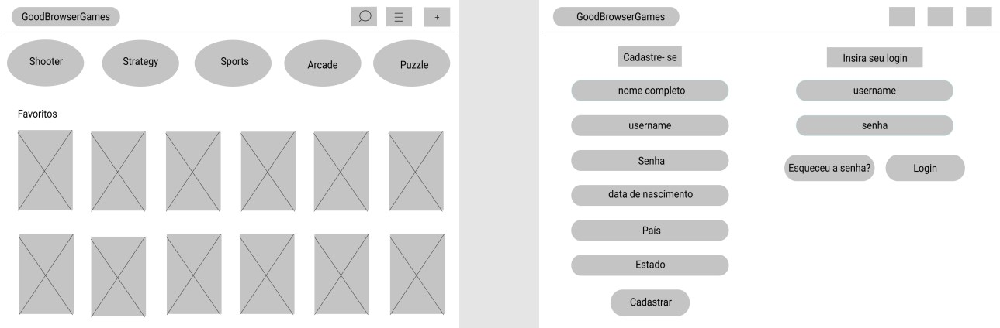 GoodBrowserGames
+
Shooter
Strategy
Sports
Arcade
Puzzle
Favoritos
GoodBrowserGames
Cadastre- se
nome completo
username
Senha
data de nascimento
País
Estado
Cadastrar
Insira seu login
username
senha
Esqueceu a senha?
Login